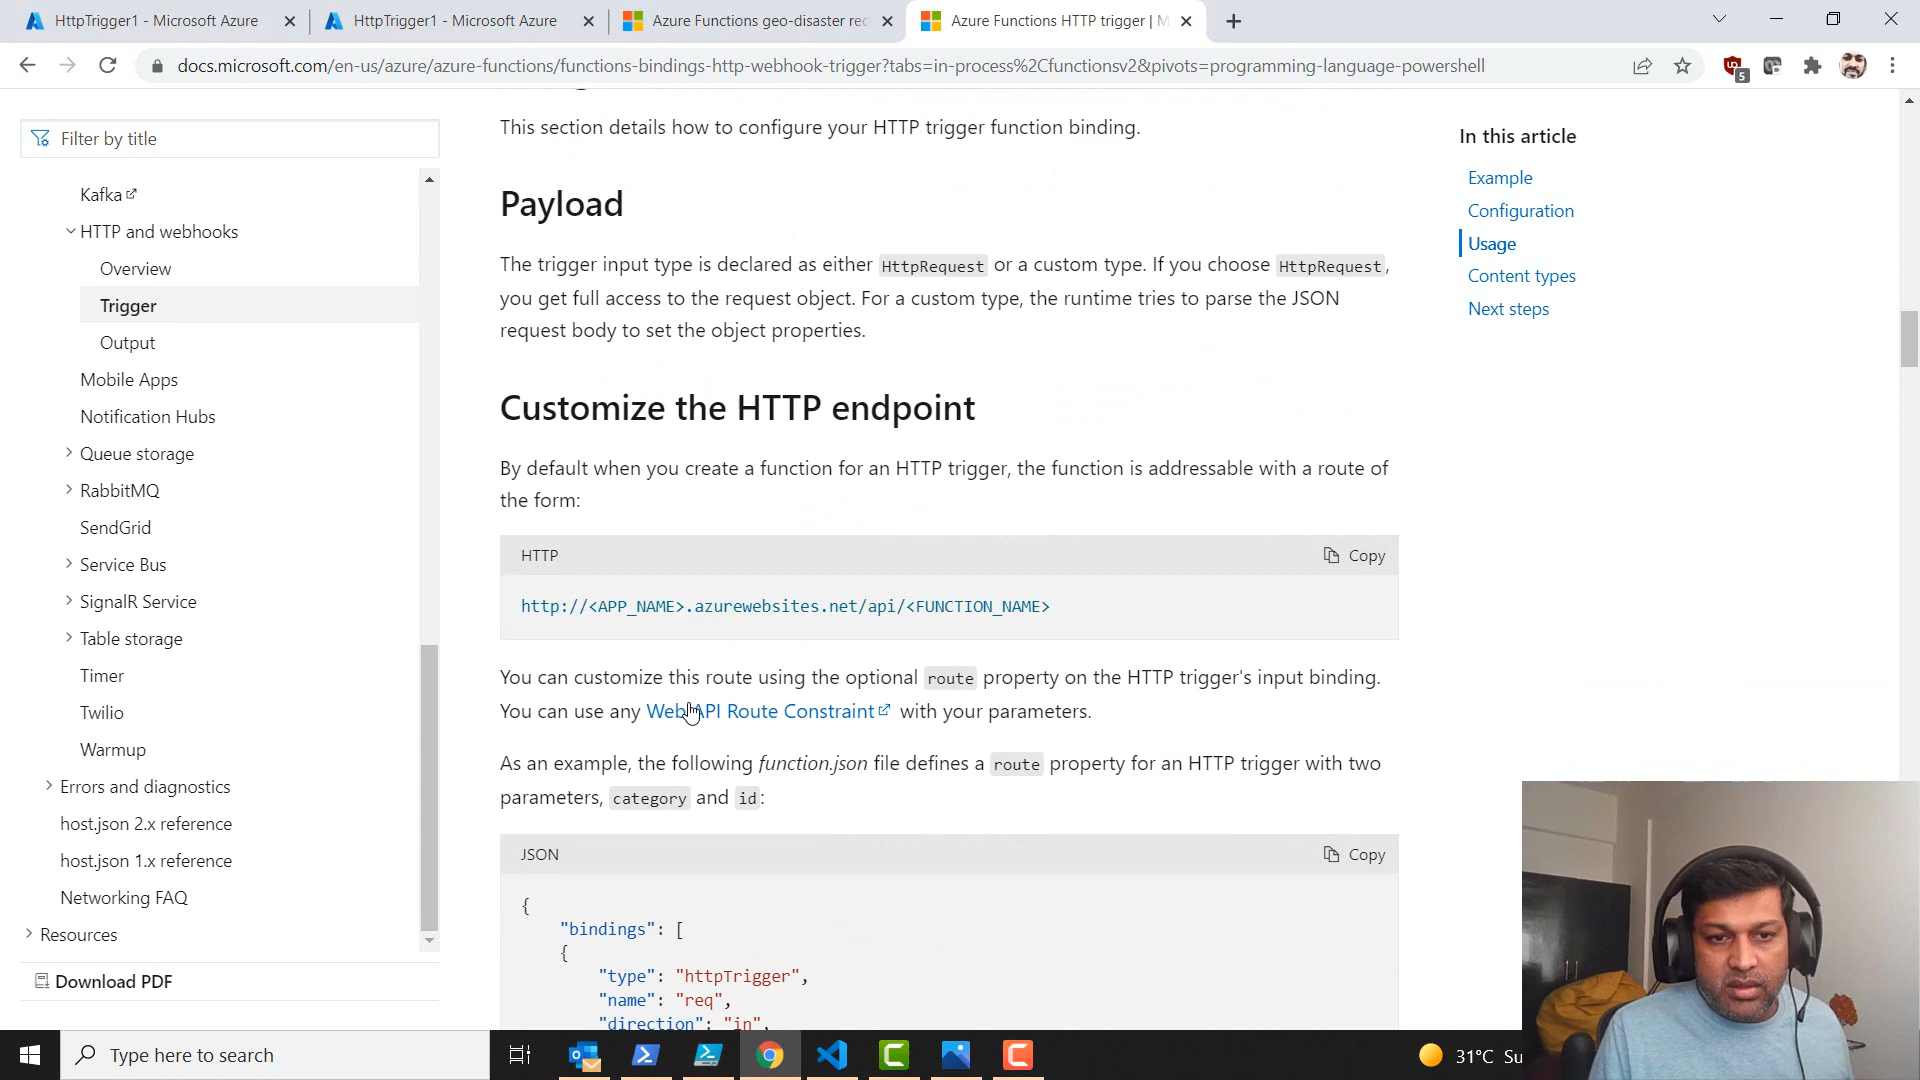 HttpTrigger1 - Microsoft Azure
HttpTrigger1 - Microsoft Azure
Azure Functions geo-disaster rec
Azure Functions HTTP trigger | M
docs.microsoft.com/en-us/azure/azure-functions/functions-bindings-http-webhook-trigger?tabs=in-process%2Cfunctionsv2&pivots=programming-language-powershell
5
Filter by title
Kafka
HTTP and webhooks
Overview
Trigger
Output
Mobile Apps
Notification Hubs
Queue storage
RabbitMQ
SendGrid
Service Bus
SignalR Service
Table storage
Timer
Twilio
Warmup
Errors and diagnostics
host.json 2.x reference
host.json 1.x reference
Networking FAQ
Resources
Download PDF
This section details how to configure your HTTP trigger function binding.
Payload
The trigger input type is declared as either HttpRequest or a custom type. If you choose HttpRequest,
you get full access to the request object. For a custom type, the runtime tries to parse the JSON
request body to set the object properties.
Customize the HTTP endpoint
By default when you create a function for an HTTP trigger, the function is addressable with a route of
the form:
HTTP
Copy
http://<APP_NAME>.azurewebsites.net/api/<FUNCTION_NAME>
You can customize this route using the optional route property on the HTTP trigger's input binding.
You can use any Web API Route Constraint with your parameters.
As an example, the following function.json file defines a route property for an HTTP trigger with two
parameters, category and id:
JSON
Copy
{
"bindings": [
{
"type": "httpTrigger",
"name": "req",
"direction": "in",
In this article
Example
Configuration
Usage
Content types
Next steps
Type here to search
31°C Su